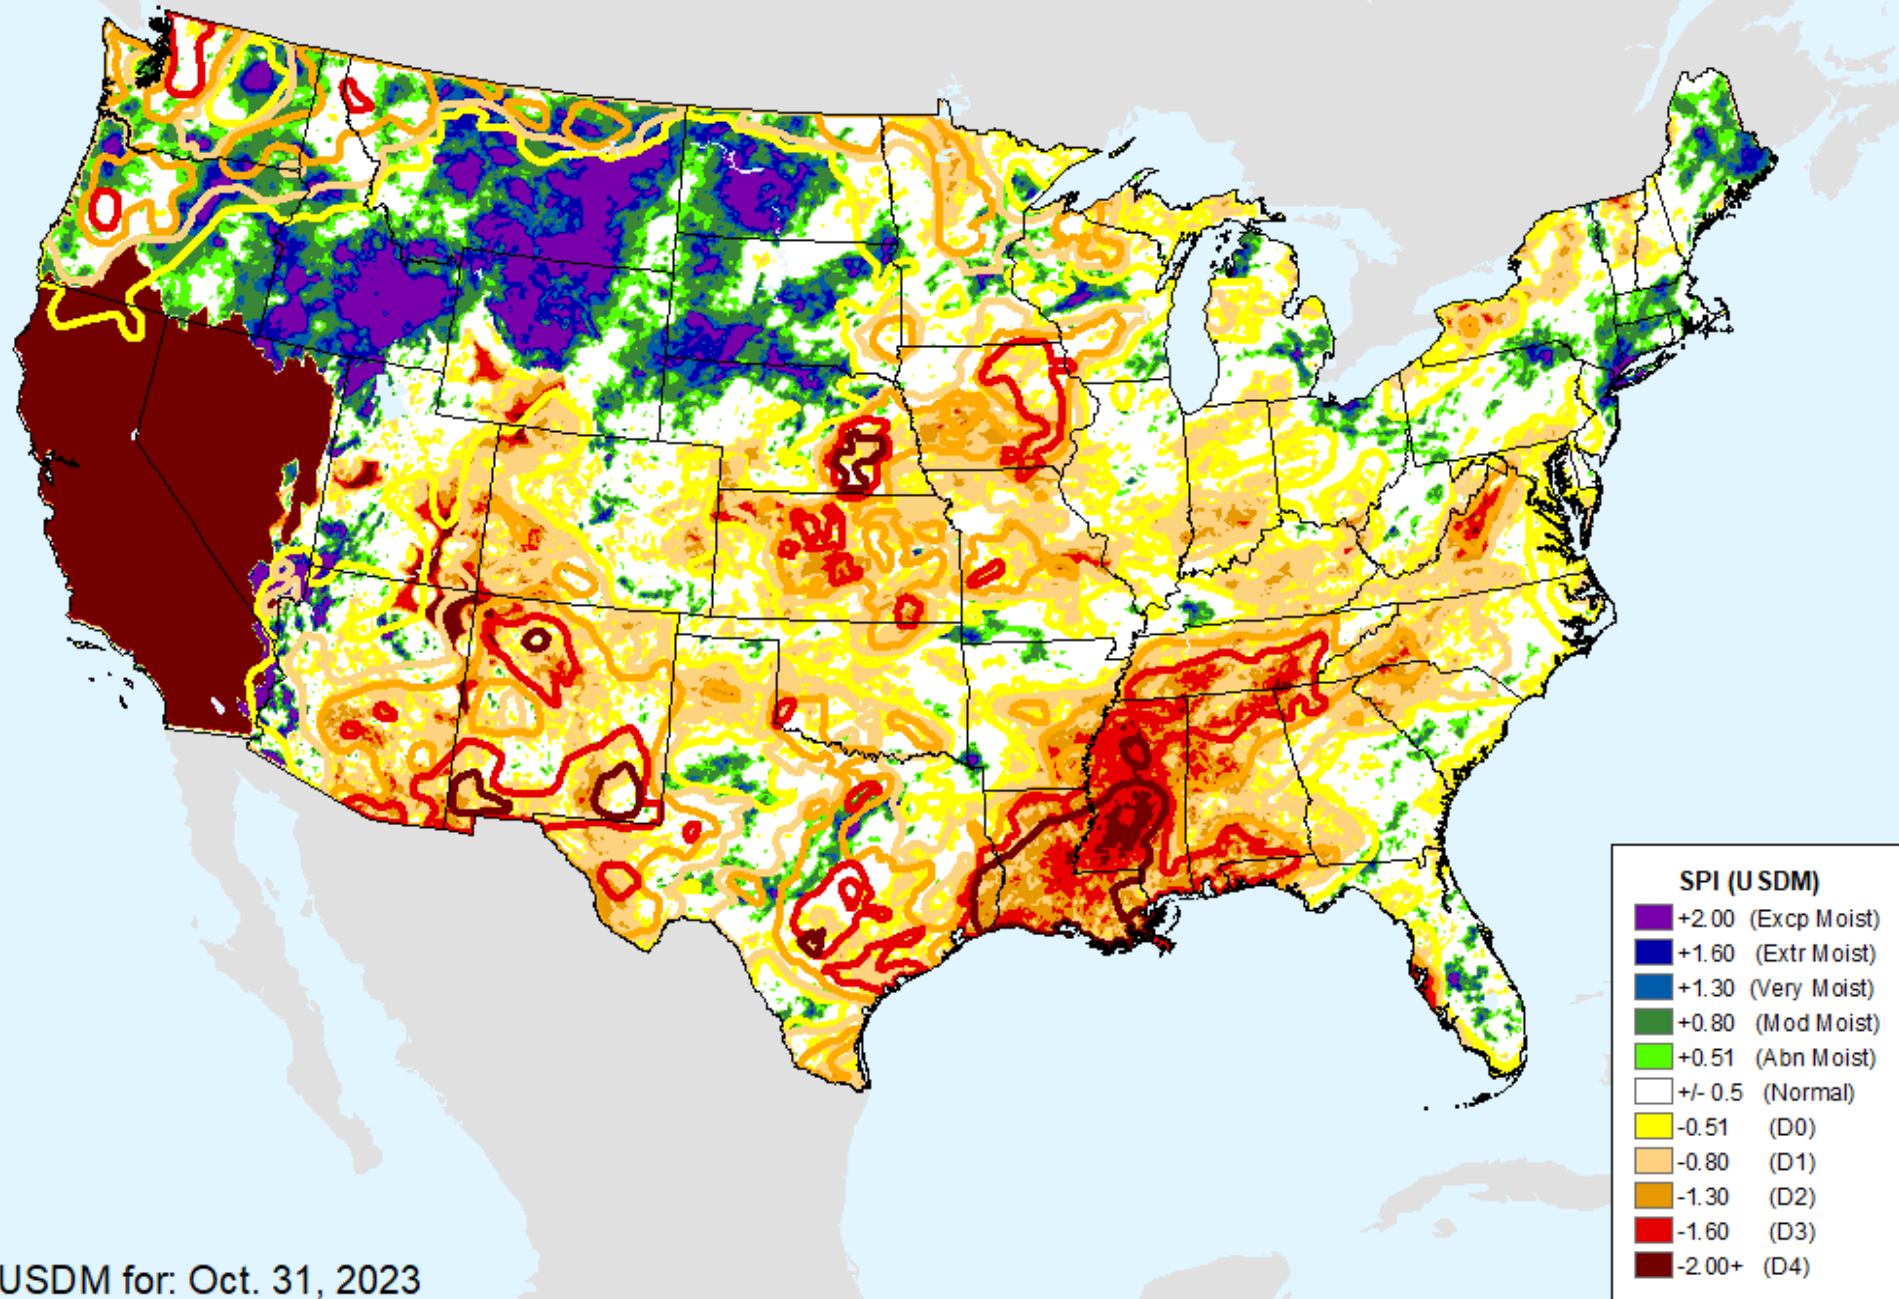 SPI (USDM)
+2.00 (Excp Moist)
+1.60 (Extr Moist)
+1.30 (Very Moist)
+0.80 (Mod Moist)
+0.51 (Abn Moist)
+/- 0.5 (Normal)
-0.51 (D0)
-0.80 (D1)
-1.30 (D2)
-1.60 (D3)
-2.00+ (D4)
USDM for: Oct. 31, 2023